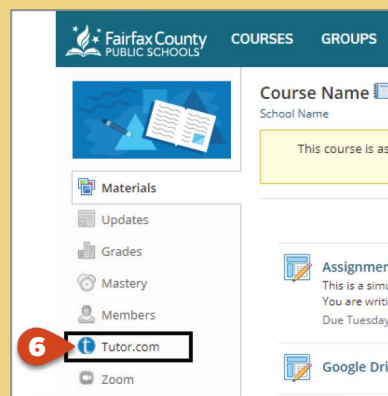 Fairfax County
PUBLIC SCHOOLS
COURSES GROUPS
Course Name
School Name
This course is as
Materials
Updates
Grades
Mastery
Members
6 Tutor.com
Zoom
Assignmen
This is a simu
You are writi
Due Tuesday
Google Dri